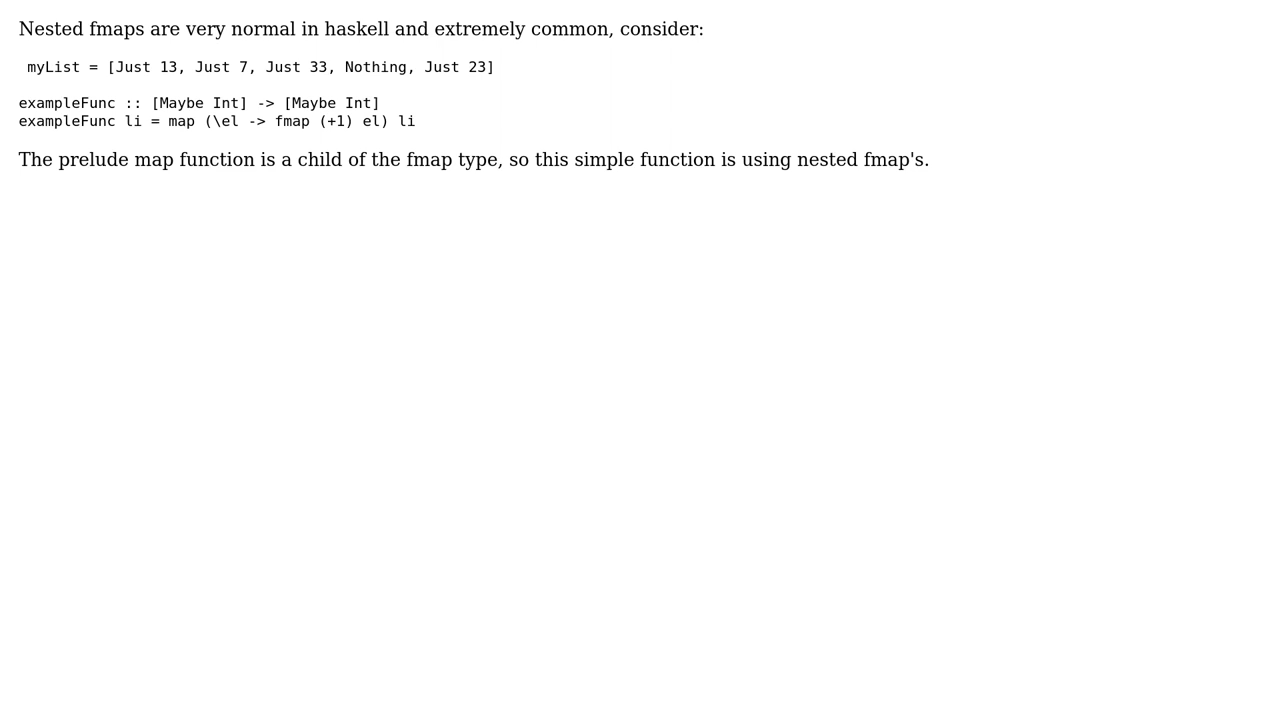 Nested fmaps are very normal in haskell and extremely common, consider:
myList = [Just 13, Just 7, Just 33, Nothing, Just 23]
exampleFunc :: [Maybe Int] -> [Maybe Int]
exampleFunc li = map (\el -> fmap (+1) el) li
The prelude map function is a child of the fmap type, so this simple function is using nested fmap's.